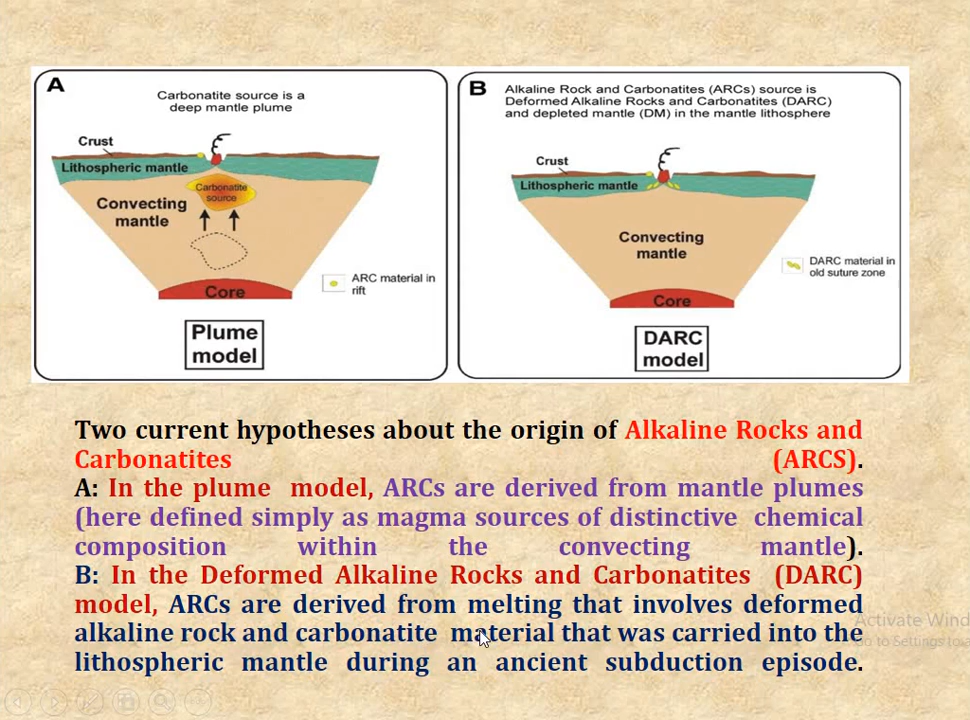 A
Carbonatite source is a
deep mantle plume
Crust
Lithospheric mantle
Carbonatite
source
Convecting
mantle
ARC material in
rift
Core
Plume
model
B
Alkaline Rock and Carbonatites (ARCs) source is
Deformed Alkaline Rocks and Carbonatites (DARC)
and depleted mantle (DM) in the mantle lithosphere
Crust
Lithospheric mantle
Convecting
mantle
DARC material in
old suture zone
Core
DARC
model
Two current hypotheses about the origin of Alkaline Rocks and
Carbonatites (ARCS).
A: In the plume model, ARCs are derived from mantle plumes
(here defined simply as magma sources of distinctive chemical
composition within the convecting mantle).
B: In the Deformed Alkaline Rocks and Carbonatites (DARC)
model, ARCs are derived from melting that involves deformed
alkaline rock and carbonatite material that was carried into the
lithospheric mantle during an ancient subduction episode.
Activate Wind
Go to Settings to a